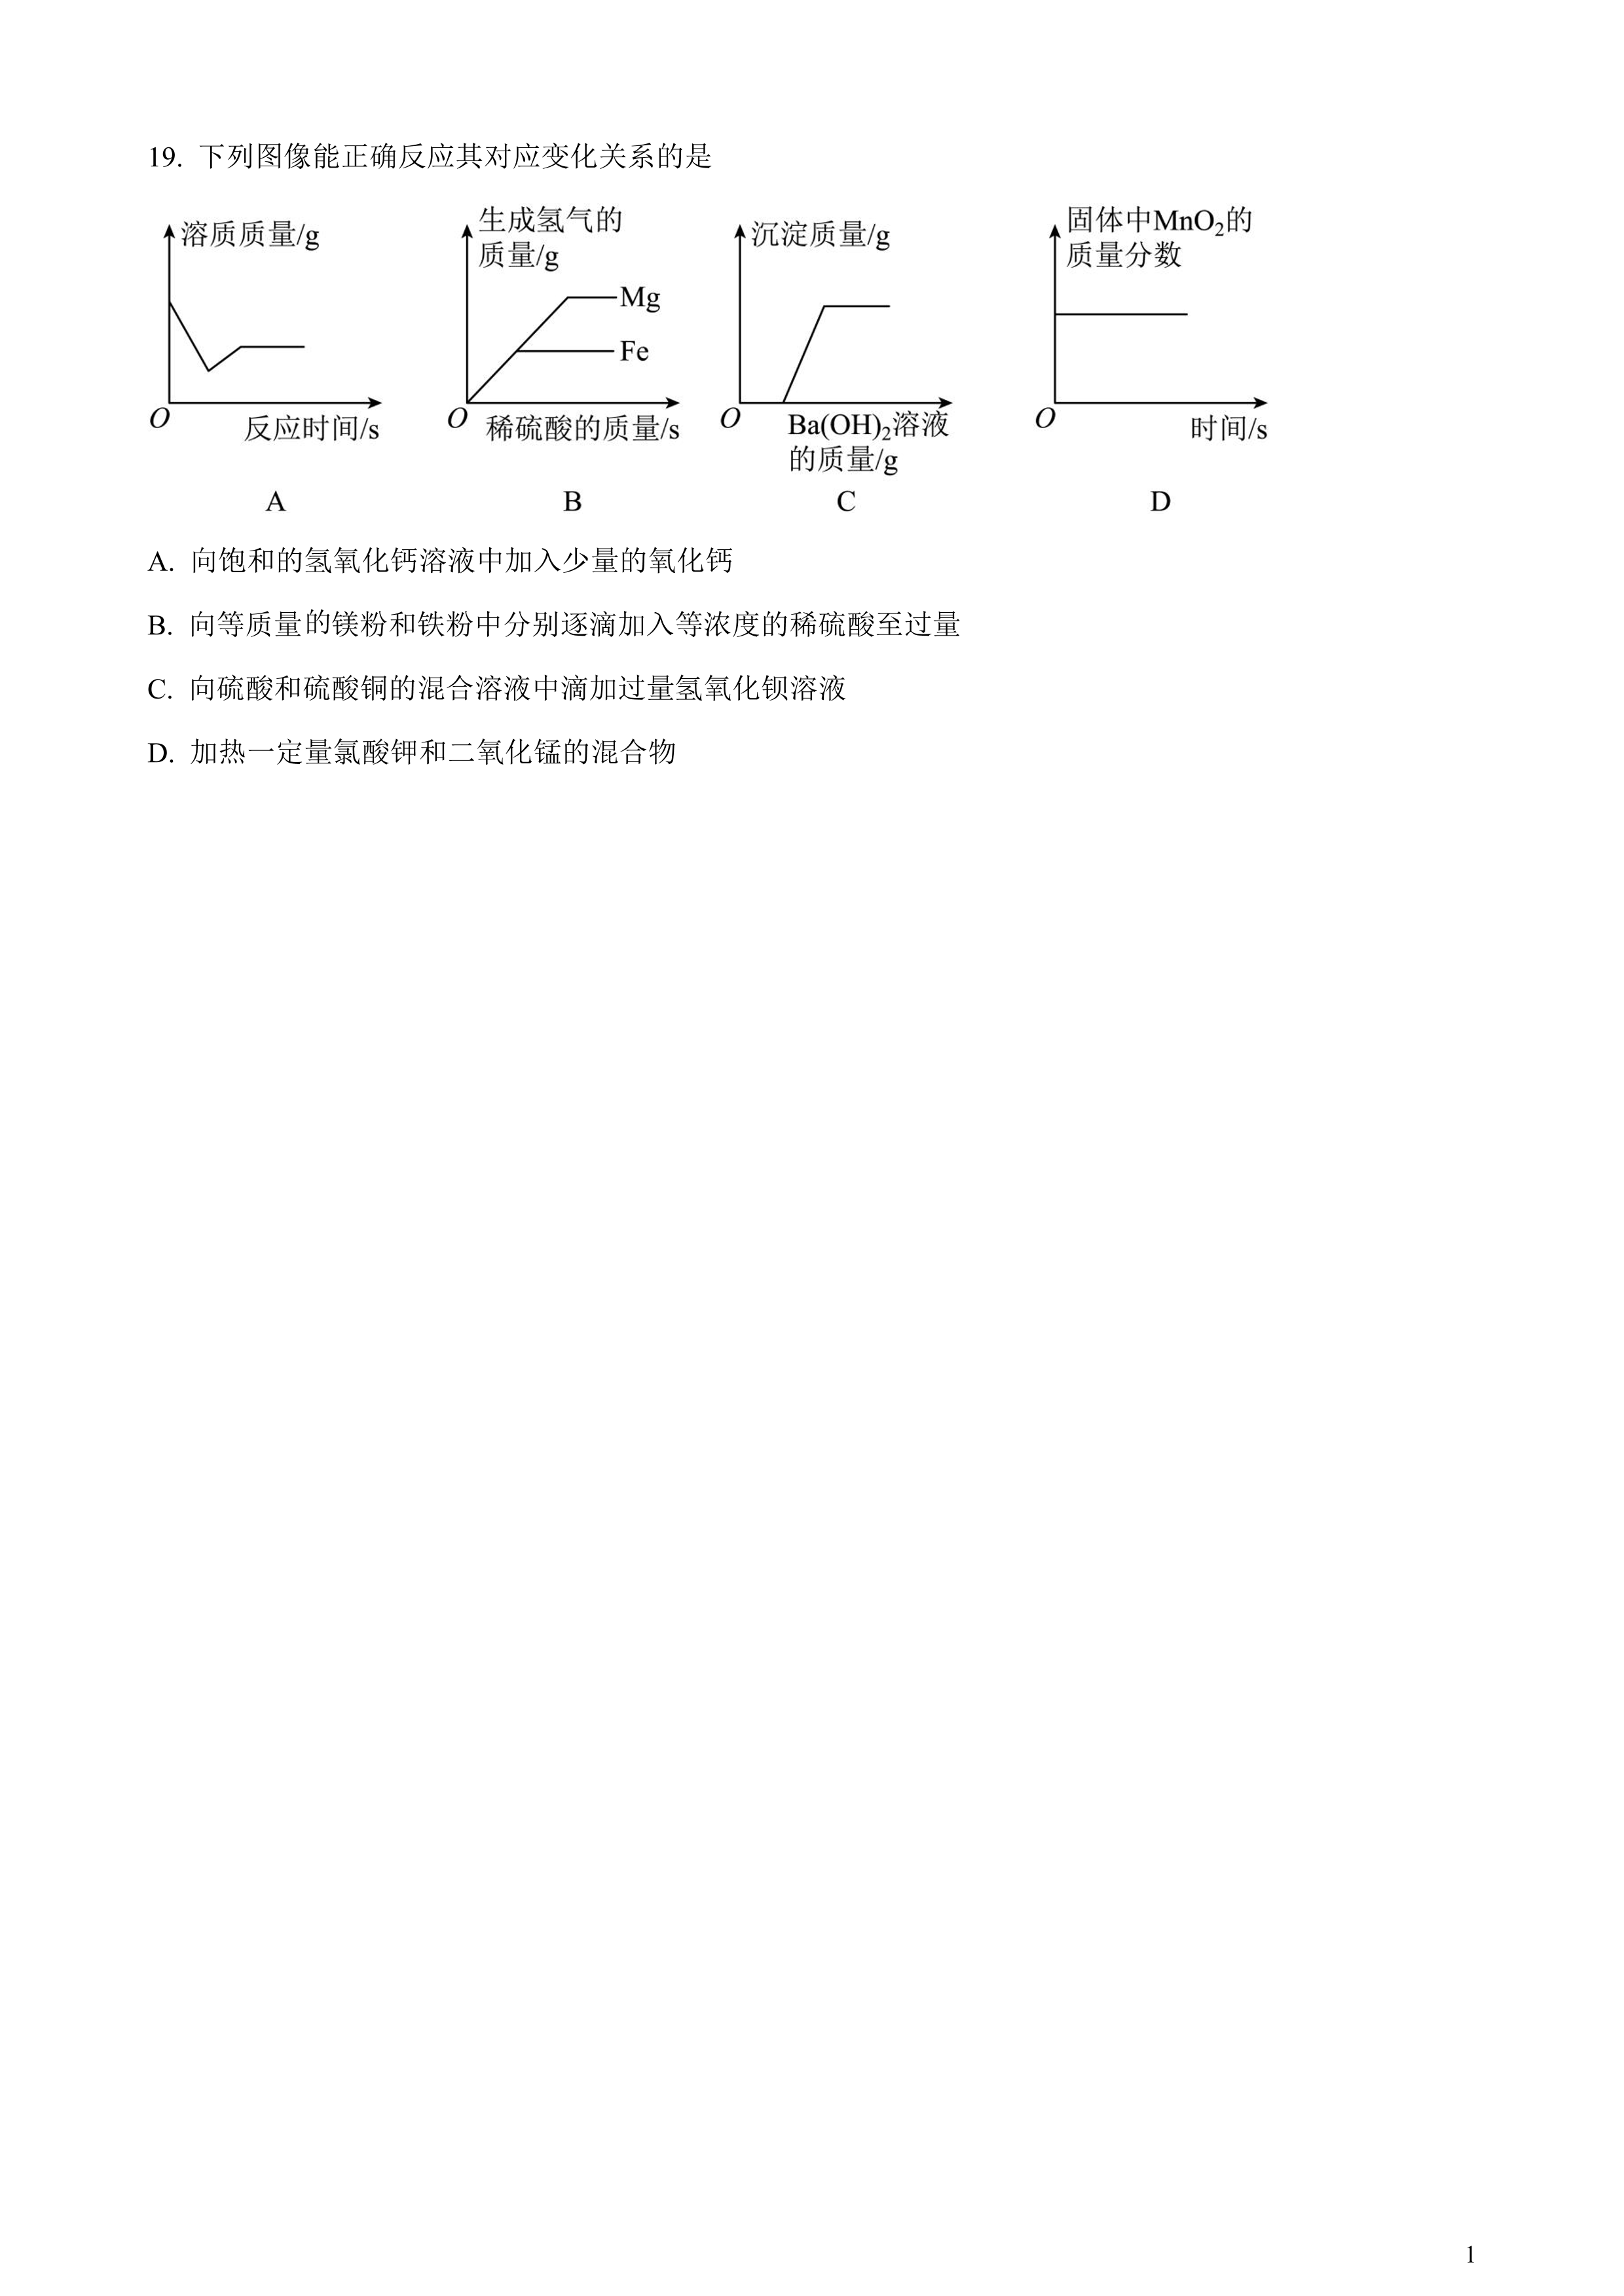 19. 下列图像能正确反应其对应变化关系的是
溶质质量/g
O
反应时间/s
A
生成氢气的
质量/g
Mg
Fe
O
稀硫酸的质量/s
B
沉淀质量/g
O
Ba(OH)₂溶液
的质量/g
C
固体中MnO₂的
质量分数
O
时间/s
D
A. 向饱和的氢氧化钙溶液中加入少量的氧化钙
B. 向等质量的镁粉和铁粉中分别逐滴加入等浓度的稀硫酸至过量
C. 向硫酸和硫酸铜的混合溶液中滴加过量氢氧化钡溶液
D. 加热一定量氯酸钾和二氧化锰的混合物
1